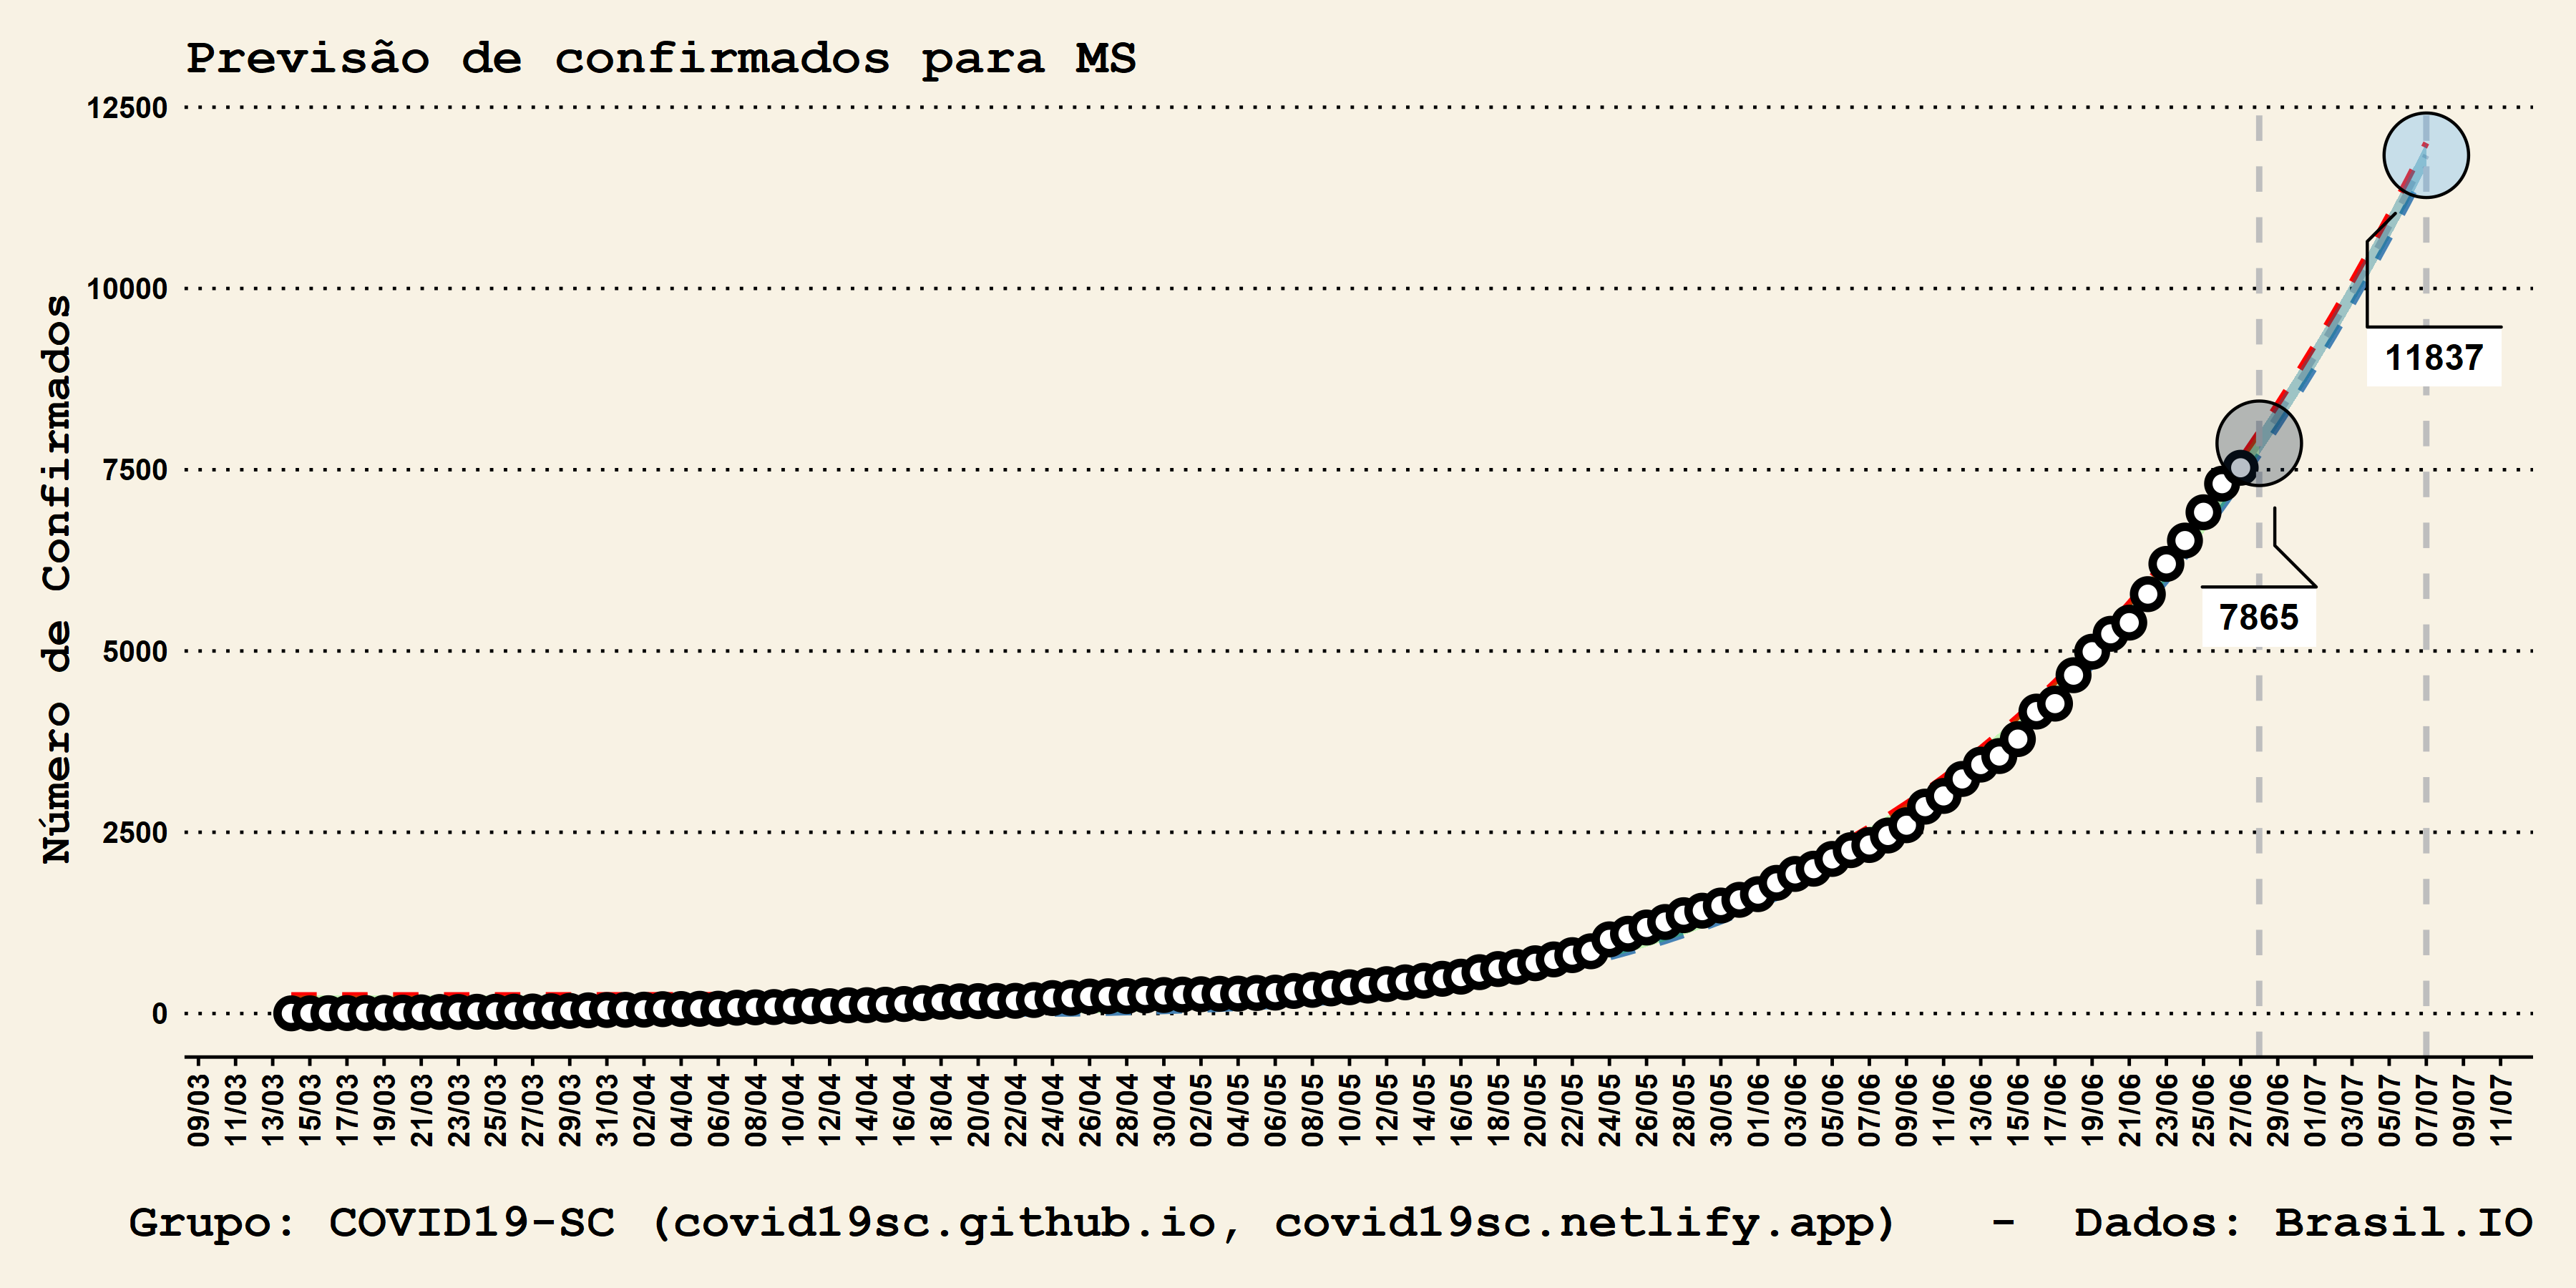 Previsão de confirmados para MS
Número de Confirmados
12500
10000
7500
5000
2500
0
11837
7865
09/03 11/03 13/03 15/03 17/03 19/03 21/03 23/03 25/03 27/03 29/03 31/03 02/04 04/04 06/04 08/04 10/04 12/04 14/04 16/04 18/04 20/04 22/04 24/04 26/04 28/04 30/04 02/05 04/05 06/05 08/05 10/05 12/05 14/05 16/05 18/05 20/05 22/05 24/05 26/05 28/05 30/05 01/06 03/06 05/06 07/06 09/06 11/06 13/06 15/06 17/06 19/06 21/06 23/06 25/06 27/06 29/06 01/07 03/07 05/07 07/07 09/07 11/07
Grupo: COVID19-SC (covid19sc.github.io, covid19sc.netlify.app) - Dados: Brasil.IO